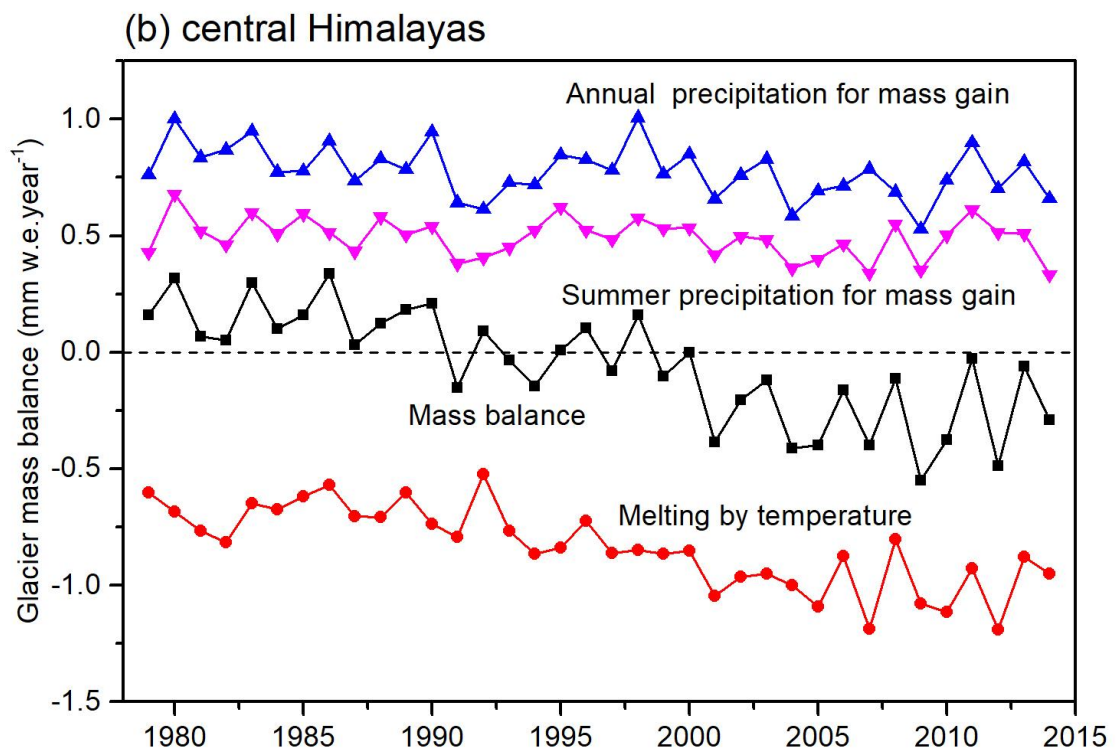 (b) central Himalayas
Annual precipitation for mass gain
Summer precipitation for mass gain
Mass balance
Melting by temperature
Glacier mass balance (mm w.e.year⁻¹)
1.0
0.5
0.0
-0.5
-1.0
-1.5
1980 1985 1990 1995 2000 2005 2010 2015